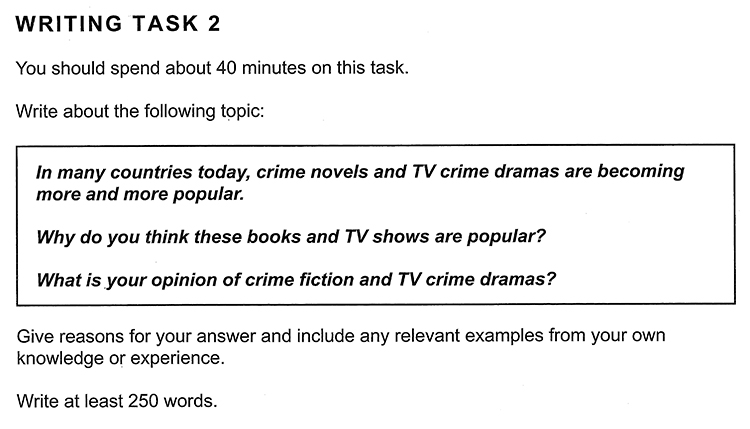 WRITING TASK 2
You should spend about 40 minutes on this task.
Write about the following topic:
In many countries today, crime novels and TV crime dramas are becoming
more and more popular.
Why do you think these books and TV shows are popular?
What is your opinion of crime fiction and TV crime dramas?
Give reasons for your answer and include any relevant examples from your own
knowledge or experience.
Write at least 250 words.